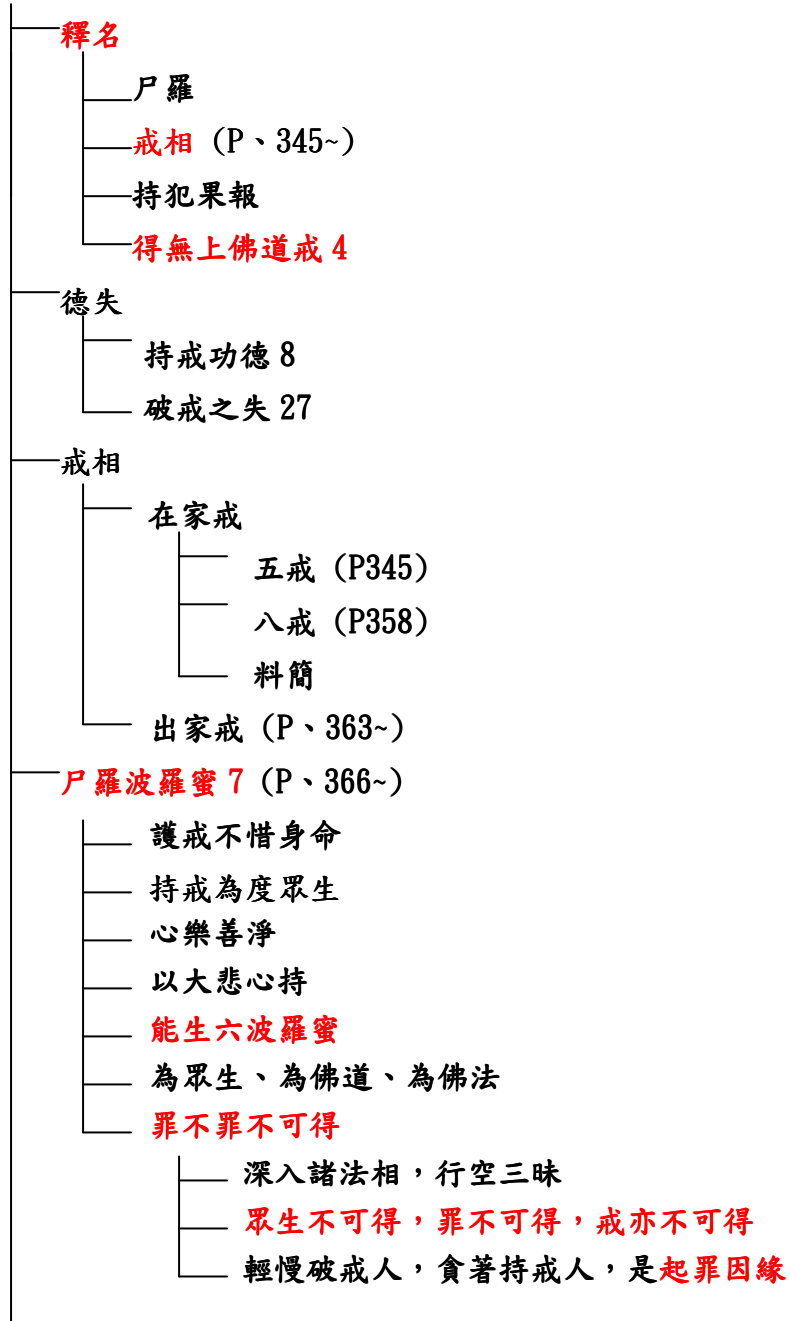 釋名
尸羅
戒相 (P、345~)
持犯果報
得無上佛道戒 4
德失
持戒功德 8
破戒之失 27
戒相
在家戒
五戒 (P345)
八戒 (P358)
料簡
出家戒 (P、363~)
尸羅波羅蜜 7 (P、366~)
護戒不惜身命
持戒為度眾生
心樂善淨
以大悲心持
能生六波羅蜜
為眾生、為佛道、為佛法
罪不罪不可得
深入諸法相，行空三昧
眾生不可得，罪不可得，戒亦不可得
輕慢破戒人，貪著持戒人，是起罪因緣